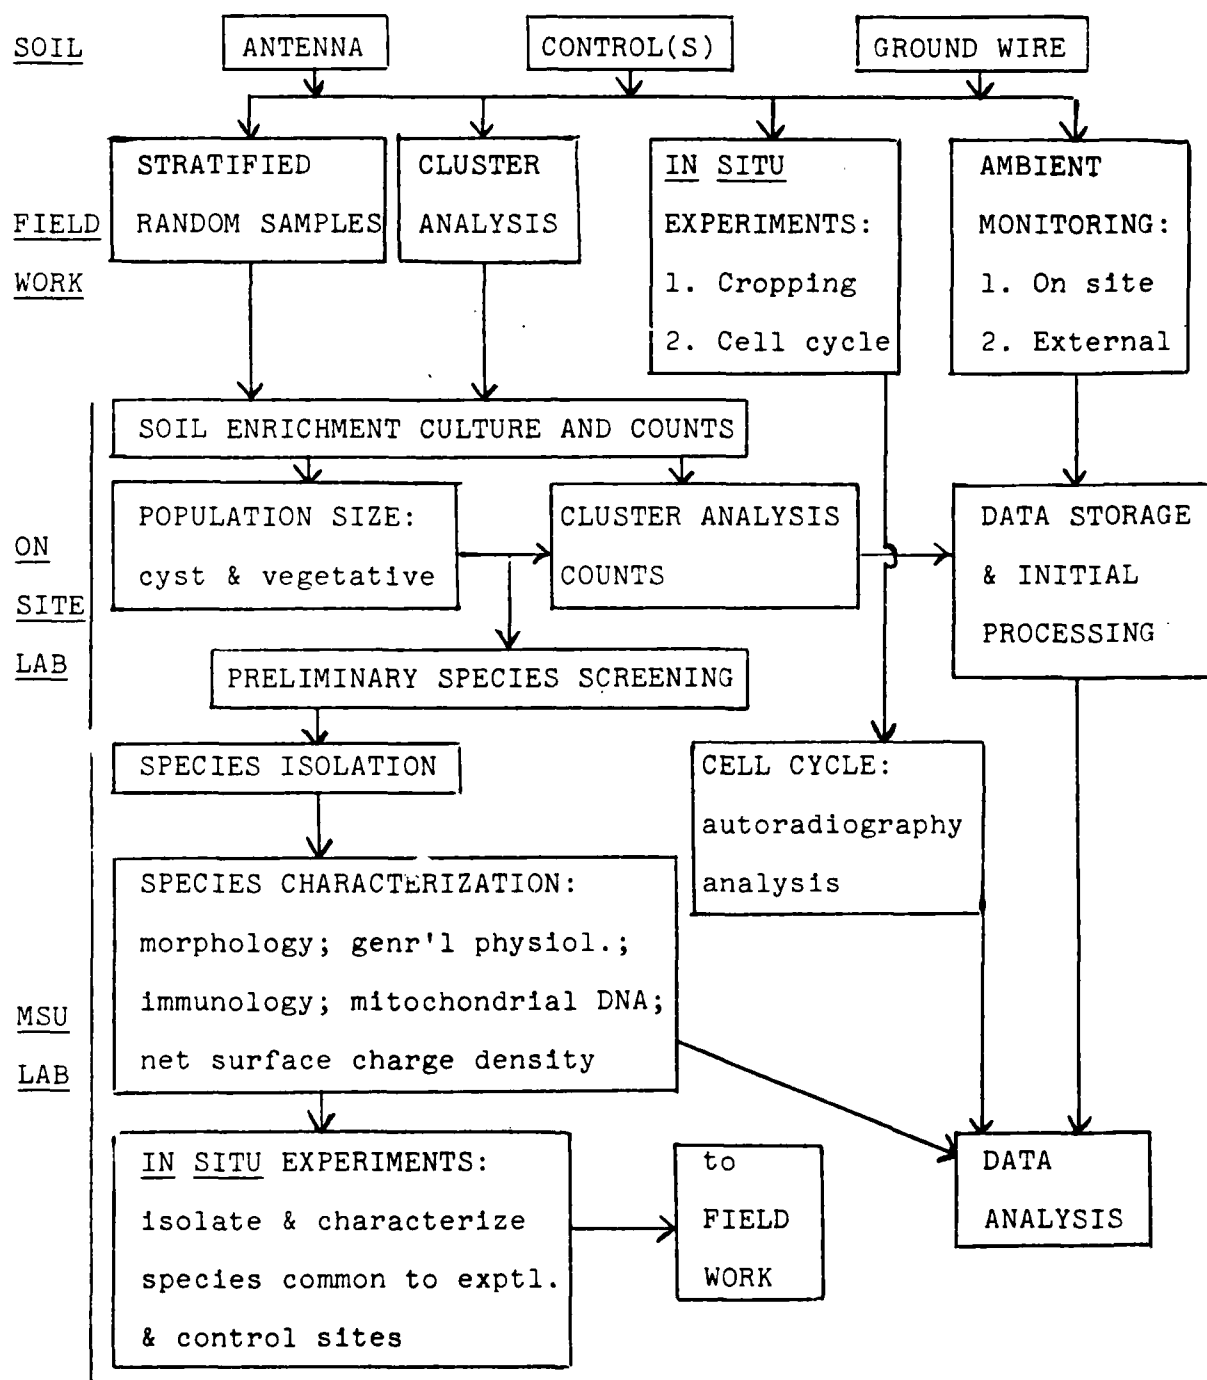 SOIL
ANTENNA
CONTROL(S)
GROUND WIRE
FIELD
WORK
STRATIFIED
RANDOM SAMPLES
CLUSTER
ANALYSIS
IN SITU
EXPERIMENTS:
1. Cropping
2. Cell cycle
AMBIENT
MONITORING:
1. On site
2. External
ON
SITE
LAB
SOIL ENRICHMENT CULTURE AND COUNTS
POPULATION SIZE:
cyst & vegetative
CLUSTER ANALYSIS
COUNTS
DATA STORAGE
& INITIAL
PROCESSING
PRELIMINARY SPECIES SCREENING
MSU
LAB
SPECIES ISOLATION
CELL CYCLE:
autoradiography
analysis
SPECIES CHARACTERIZATION:
morphology; genr'l physiol.;
immunology; mitochondrial DNA;
net surface charge density
IN SITU EXPERIMENTS:
isolate & characterize
species common to exptl.
& control sites
to
FIELD
WORK
DATA
ANALYSIS